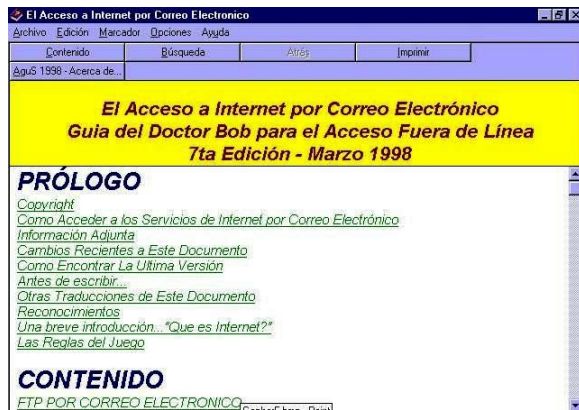 El Acceso a Internet por Correo Electronico
Archivo Edición Marcador Opciones Ayuda
Contenido Búsqueda Atrás Imprimir
AguS 1998 - Acerca de...
El Acceso a Internet por Correo Electrónico
Guia del Doctor Bob para el Acceso Fuera de Línea
7ta Edición - Marzo 1998
PRÓLOGO
Copyright
Como Acceder a los Servicios de Internet por Correo Electrónico
Información Adjunta
Cambios Recientes a Este Documento
Como Encontrar La Ultima Versión
Antes de escribir...
Otras Traducciones de Este Documento
Reconocimientos
Una breve introducción..."Que es Internet?"
Las Reglas del Juego
CONTENIDO
FTP POR CORREO ELECTRONICO